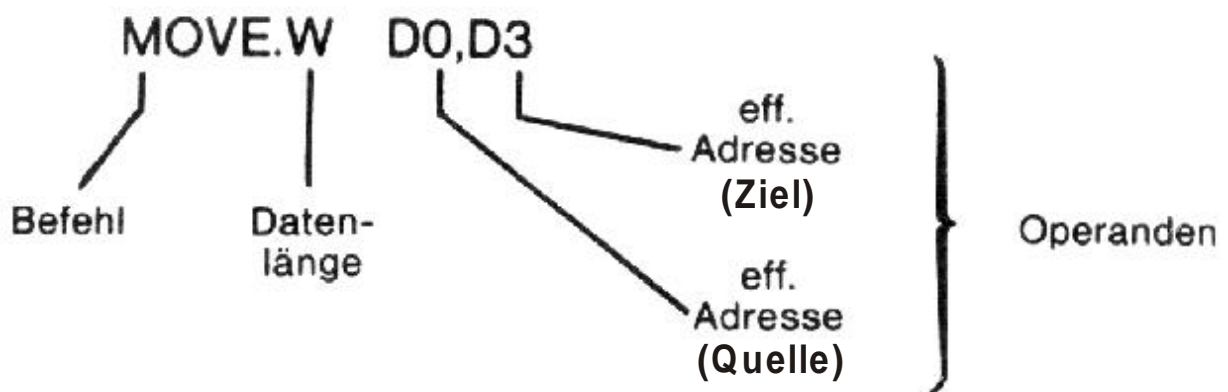 MOVE.W D0,D3
eff.
Adresse
(Ziel)
Befehl
Daten-
länge
Operanden
eff.
Adresse
(Quelle)